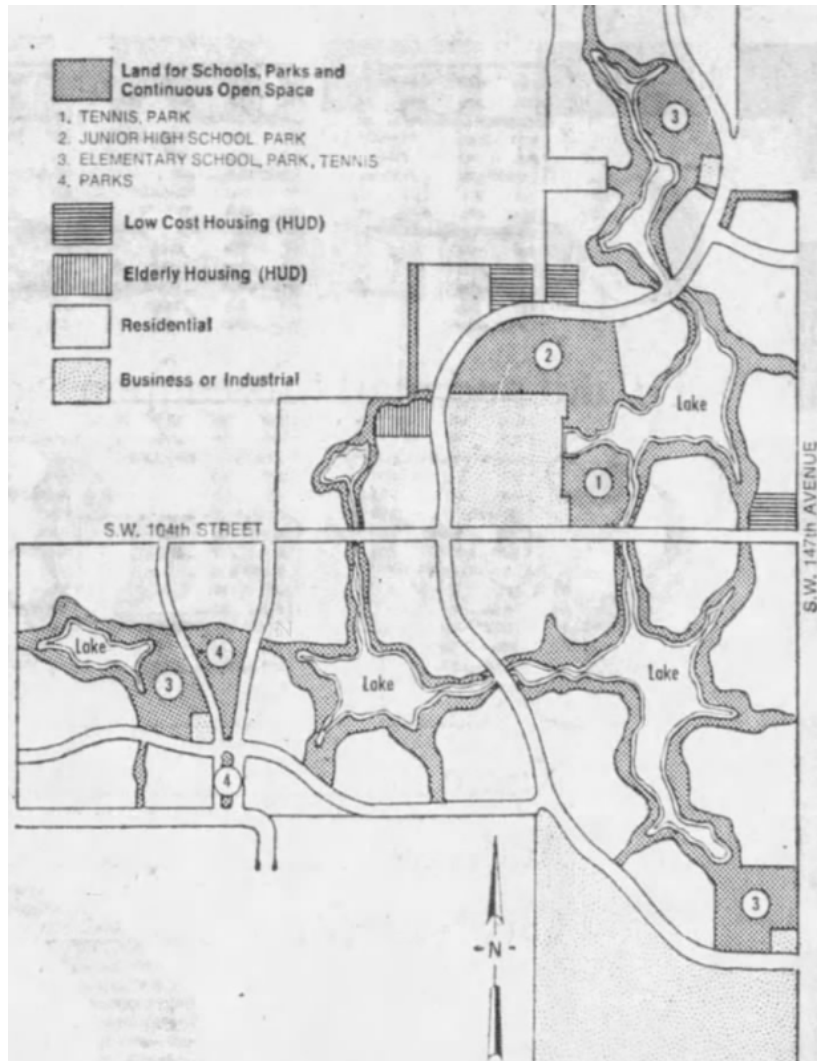 Land for Schools, Parks and
Continuous Open Space
1. TENNIS, PARK
2. JUNIOR HIGH SCHOOL, PARK
3. ELEMENTARY SCHOOL, PARK, TENNIS
4. PARKS
Low Cost Housing (HUD)
Elderly Housing (HUD)
Residential
Business or Industrial
3
2
Lake
1
S.W. 104th STREET
S.W. 147th AVENUE
4
Lake
3
Lake
Lake
4
3
N